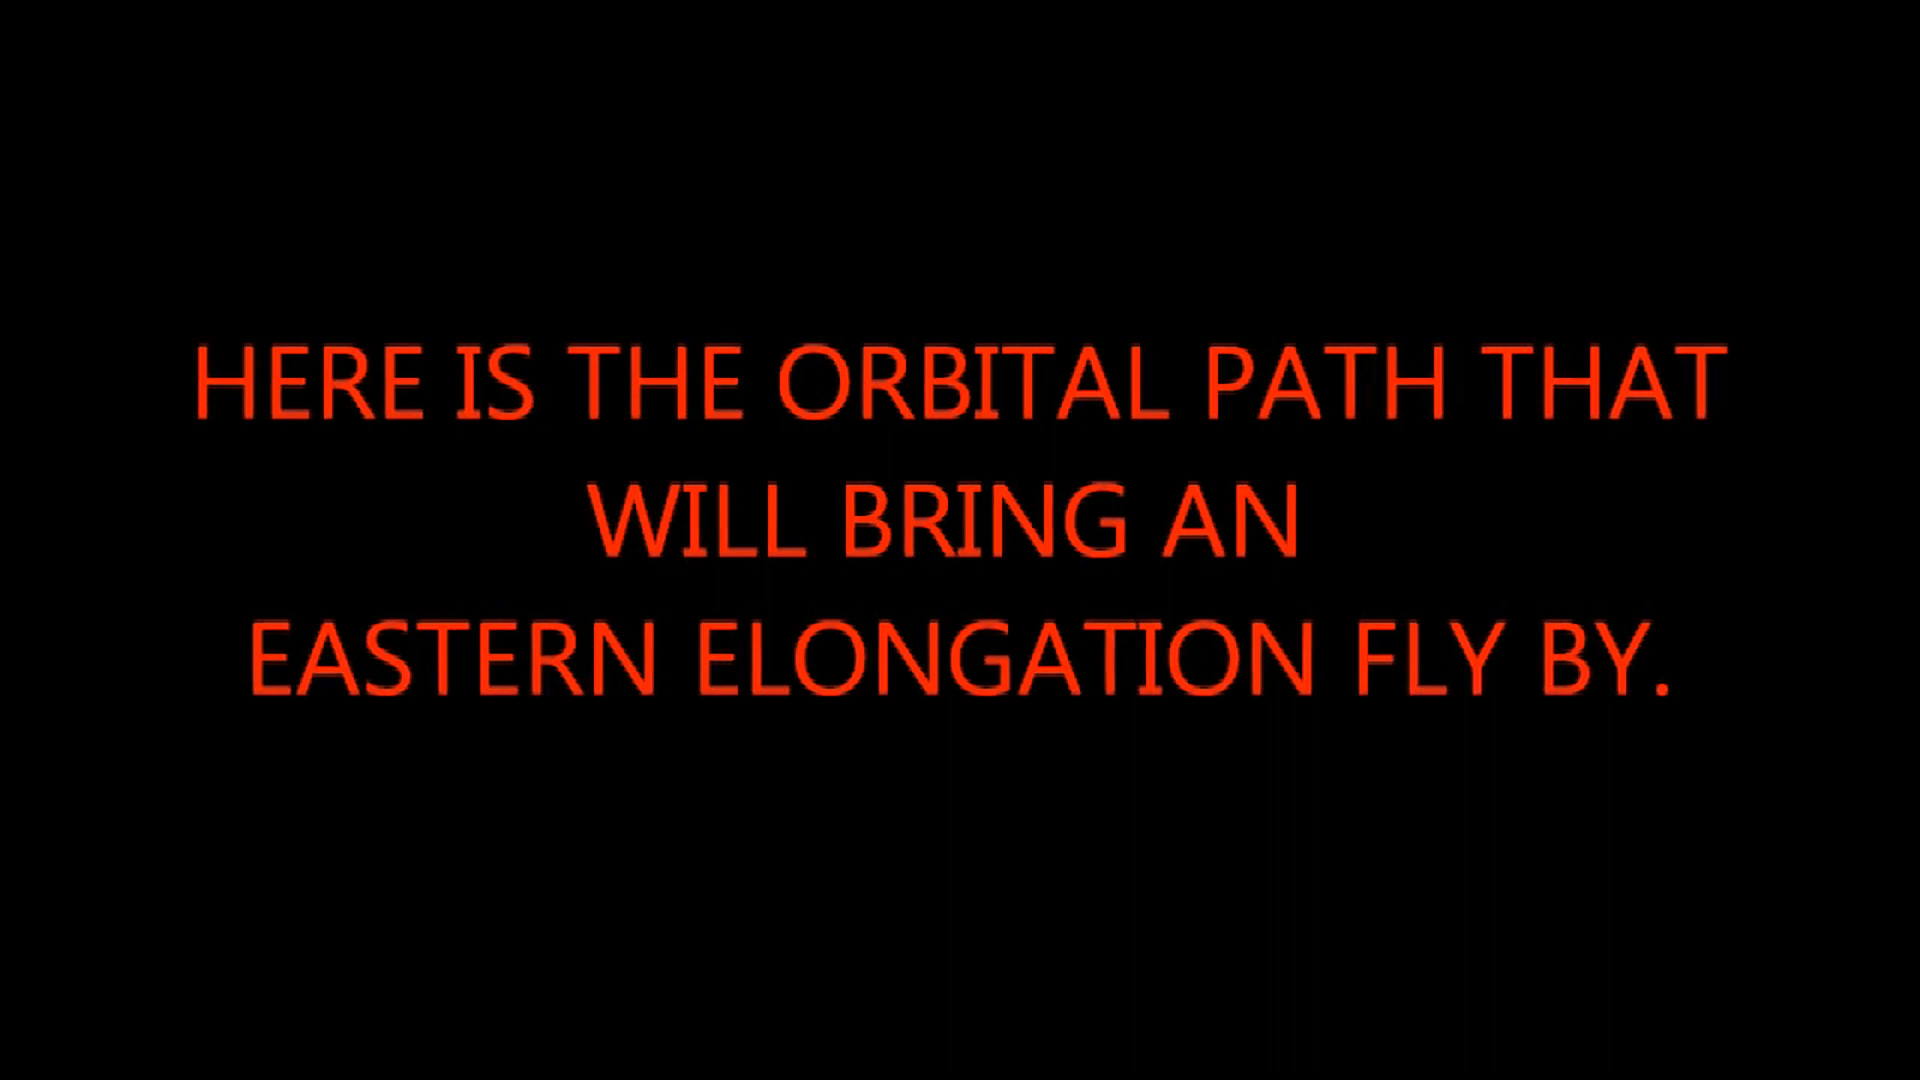 HERE IS THE ORBITAL PATH THAT
WILL BRING AN
EASTERN ELONGATION FLY BY.